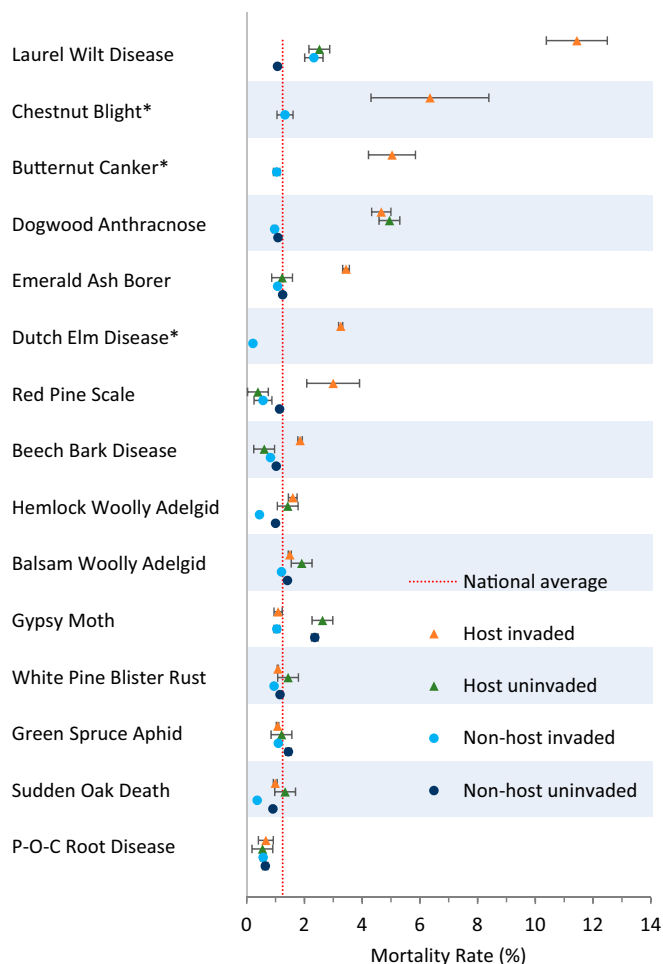 Laurel Wilt Disease
Chestnut Blight*
Butternut Canker*
Dogwood Anthracnose
Emerald Ash Borer
Dutch Elm Disease*
Red Pine Scale
Beech Bark Disease
Hemlock Woolly Adelgid
Balsam Woolly Adelgid
Gypsy Moth
White Pine Blister Rust
Green Spruce Aphid
Sudden Oak Death
P-O-C Root Disease
National average
Host invaded
Host uninvaded
Non-host invaded
Non-host uninvaded
0 2 4 6 8 10 12 14
Mortality Rate (%)